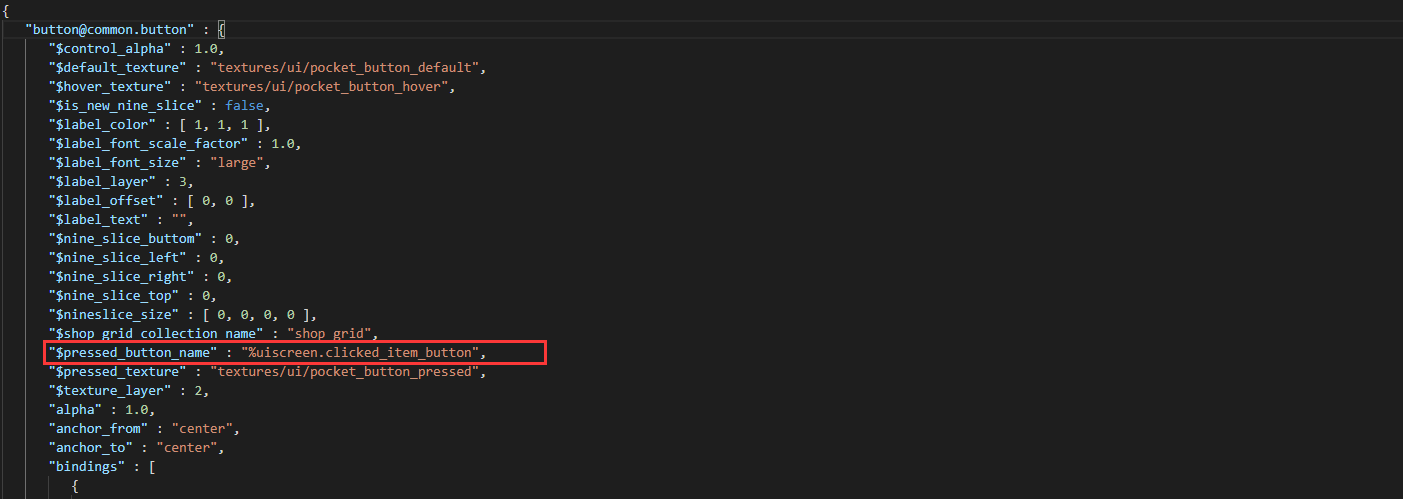 {
"button@common.button" : {
"$control_alpha" : 1.0,
"$default_texture" : "textures/ui/pocket_button_default",
"$hover_texture" : "textures/ui/pocket_button_hover",
"$is_new_nine_slice" : false,
"$label_color" : [ 1, 1, 1 ],
"$label_font_scale_factor" : 1.0,
"$label_font_size" : "large",
"$label_layer" : 3,
"$label_offset" : [ 0, 0 ],
"$label_text" : "",
"$nine_slice_buttom" : 0,
"$nine_slice_left" : 0,
"$nine_slice_right" : 0,
"$nine_slice_top" : 0,
"$nineslice_size" : [ 0, 0, 0, 0 ],
"$shop_grid_collection_name" : "shop_grid",
"$pressed_button_name" : "%uiscreen.clicked_item_button",
"$pressed_texture" : "textures/ui/pocket_button_pressed",
"$texture_layer" : 2,
"alpha" : 1.0,
"anchor_from" : "center",
"anchor_to" : "center",
"bindings" : [
{